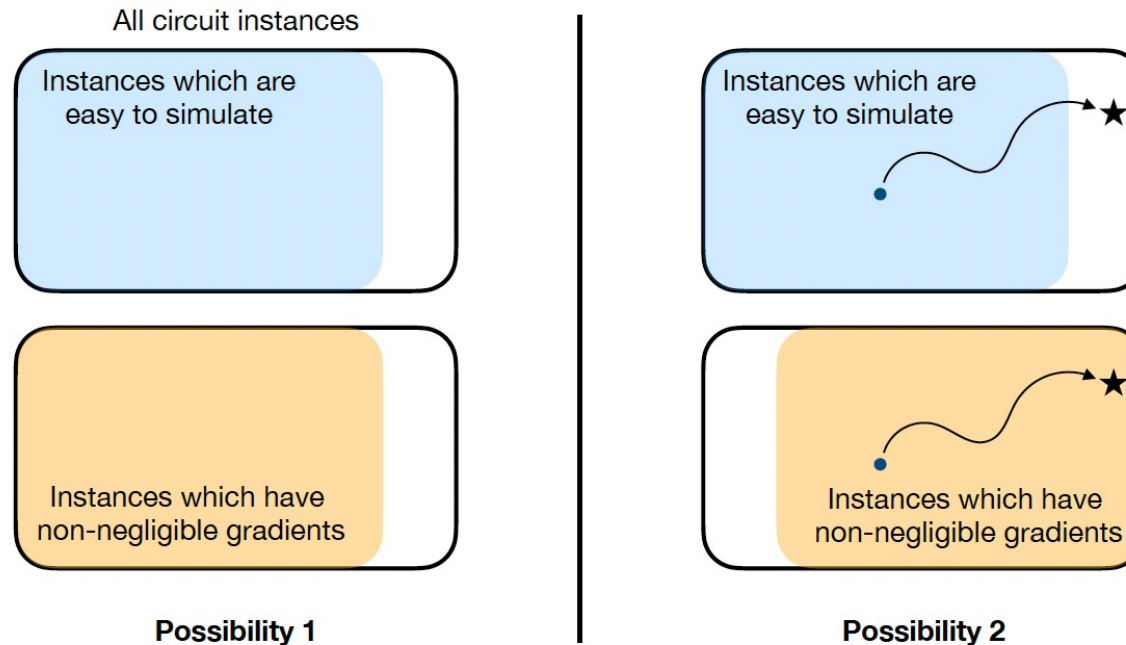 All circuit instances
Instances which are
easy to simulate
Instances which have
non-negligible gradients
Possibility 1
Instances which are
easy to simulate
Instances which have
non-negligible gradients
Possibility 2